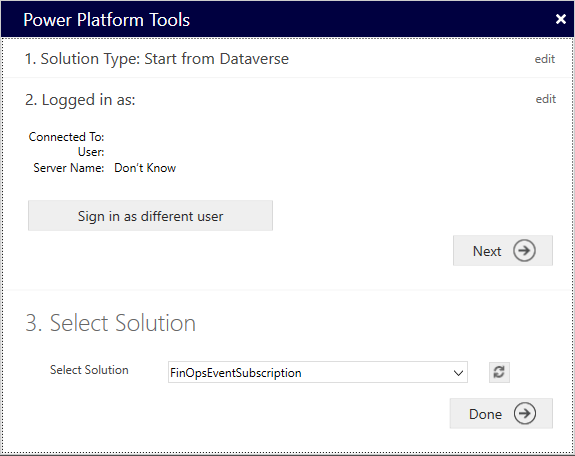 Power Platform Tools
1. Solution Type: Start from Dataverse edit
2. Logged in as: edit
Connected To:
User:
Server Name: Don't Know
Sign in as different user
Next
3. Select Solution
Select Solution FinOpsEventSubscription
Done